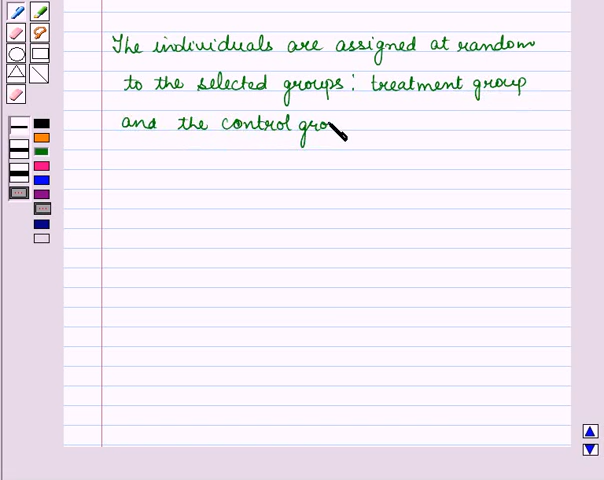 The individuals are assigned at random
to the selected groups: treatment group
and the control gro